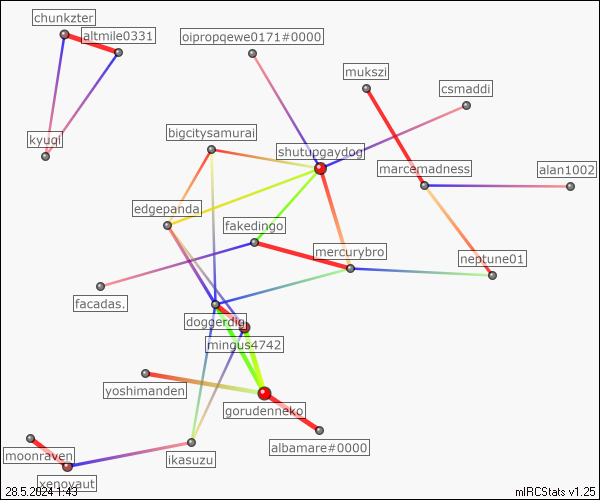 chunkzter
altmile0331
oipropqewe0171#0000
mukszi
csmaddi
bigcitysamurai
kyuqi
shutupgaydog
marcemadness
alan1002
edgepanda
fakedingo
mercurybro
neptune01
facadas.
doggerdig
mingus4742
yoshimanden
gorudenneko
albamare#0000
moonraven
ikasuzu
xenovaut
28.5.2024 1:43
mIRCStats v1.25